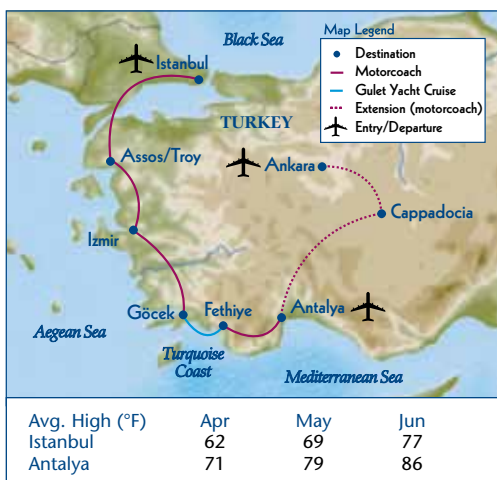 Black Sea
Map Legend
Destination
Motorcoach
Gulet Yacht Cruise
Extension (motorcoach)
Entry/Departure
Istanbul
TURKEY
Assos/Troy
Ankara
Cappadocia
Izmir
Göcek
Fethiye
Antalya
Aegean Sea
Turquoise
Coast
Mediterranean Sea
Avg. High (°F) Apr May Jun
Istanbul 62 69 77
Antalya 71 79 86